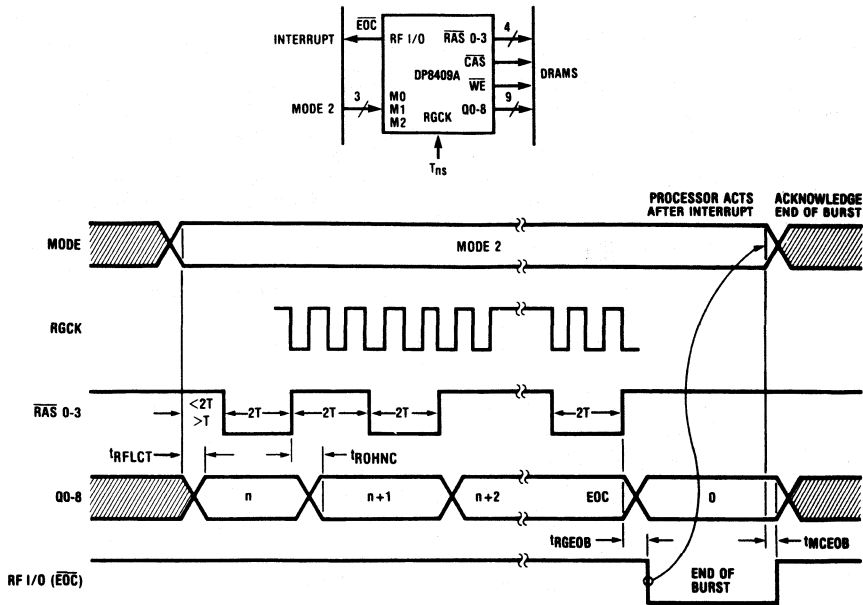 EOC
INTERRUPT
RF I/O
RAS 0-3
4
CAS
DP8409A
DRAMS
WE
MODE 2
3
M0
M1
M2
RGCK
Q0-8
9
Tns
PROCESSOR ACTS
AFTER INTERRUPT
ACKNOWLEDGE
END OF BURST
MODE
MODE 2
RGCK
RAS 0-3
<2T
>T
2T
2T
2T
2T
tRFLCT
tROHNC
Q0-8
n
n+1
n+2
EOC
0
tRGEOB
tMCEOB
RF I/O (EOC)
END OF
BURST